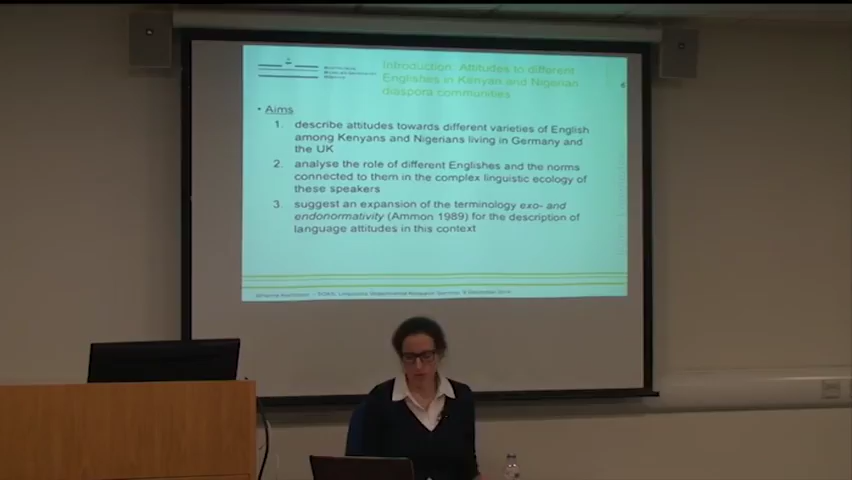 Introduction: Attitudes to different
Englishes in Kenyan and Nigerian
diaspora communities
6
• Aims
1. describe attitudes towards different varieties of English
among Kenyans and Nigerians living in Germany and
the UK
2. analyse the role of different Englishes and the norms
connected to them in the complex linguistic ecology of
these speakers
3. suggest an expansion of the terminology exo- and
endonormativity (Ammon 1989) for the description of
language attitudes in this context